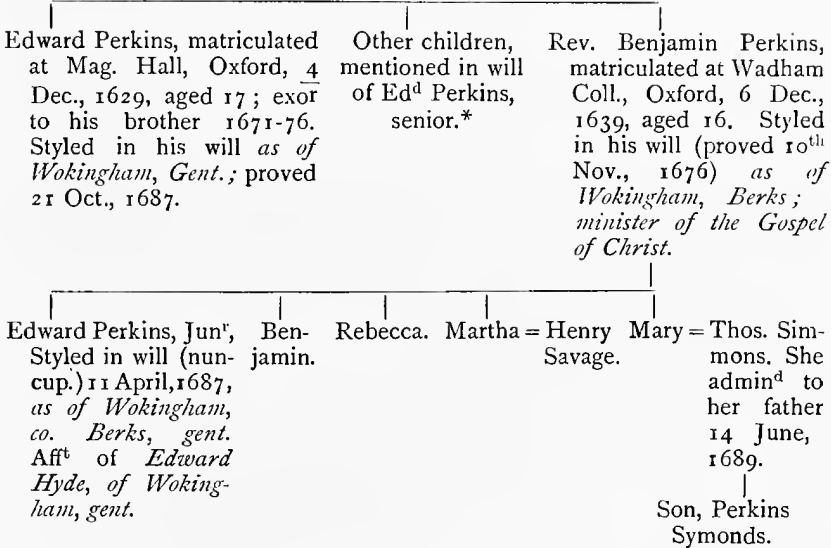 Edward Perkins, matriculated
at Mag. Hall, Oxford, 4
Dec., 1629, aged 17 ; exor
to his brother 1671-76.
Styled in his will as of
Wokingham, Gent.; proved
21 Oct., 1687.
Other children,
mentioned in will
of Edᵈ Perkins,
senior.*
Rev. Benjamin Perkins,
matriculated at Wadham
Coll., Oxford, 6 Dec.,
1639, aged 16. Styled
in his will (proved 10ᵗʰ
Nov., 1676) as of
Wokingham, Berks ;
minister of the Gospel
of Christ.
Edward Perkins, Junʳ,
Styled in will (nun-
cup.) 11 April, 1687,
as of Wokingham,
co. Berks, gent.
Affᵗ of Edward
Hyde, of Woking-
ham, gent.
Ben-
jamin.
Rebecca.
Martha = Henry
Savage.
Mary = Thos. Sim-
mons. She
adminᵈ to
her father
14 June,
1689.
Son, Perkins
Symonds.